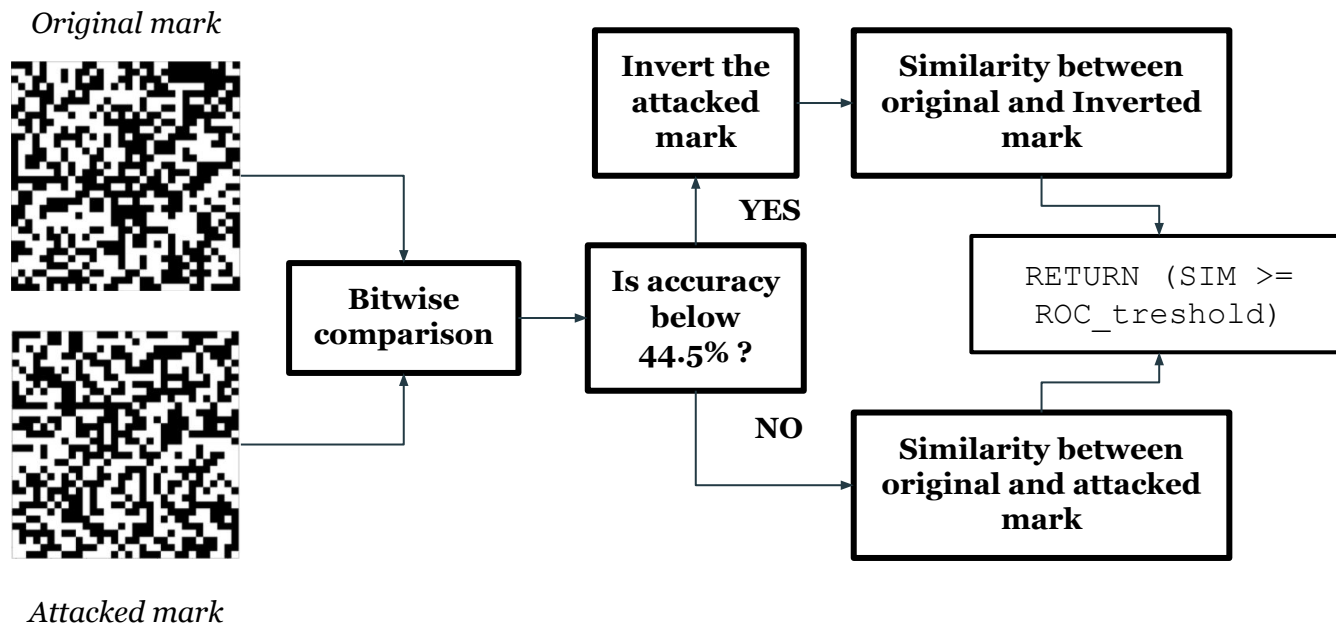 Original mark
Attacked mark
Bitwise
comparison
Is accuracy
below
44.5% ?
YES
Invert the
attacked
mark
Similarity between
original and Inverted
mark
NO
Similarity between
original and attacked
mark
RETURN (SIM >=
ROC_treshold)